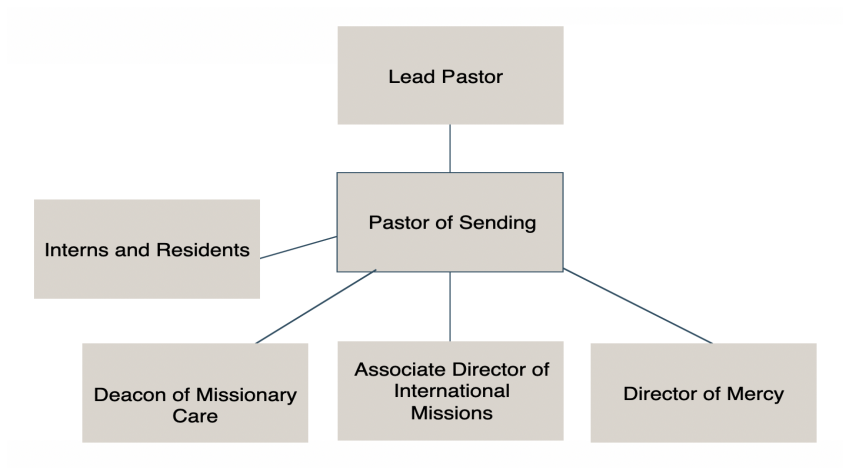 Lead Pastor
Pastor of Sending
Interns and Residents
Deacon of Missionary
Care
Associate Director of
International
Missions
Director of Mercy